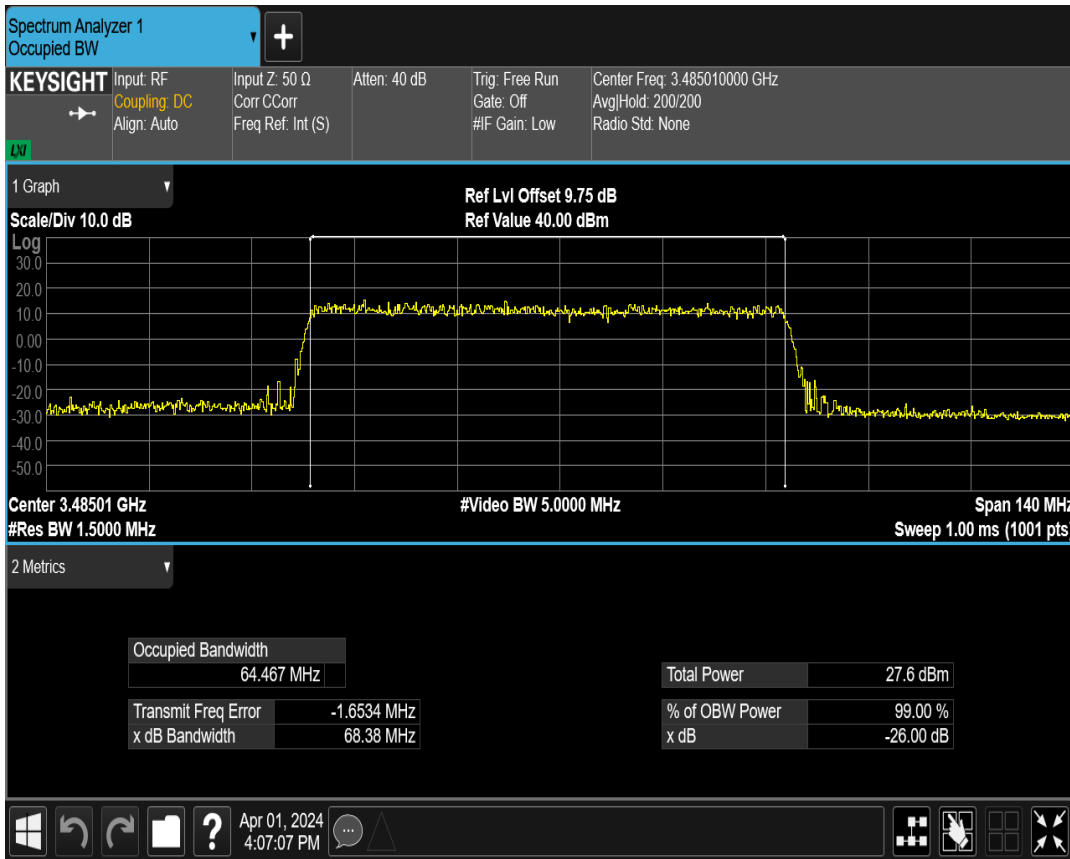 Spectrum Analyzer 1
Occupied BW
KEYSIGHT
LXI
Input: RF
Coupling: DC
Align: Auto
Input Z: 50 Ω
Corr CCorr
Freq Ref: Int (S)
Atten: 40 dB
Trig: Free Run
Gate: Off
#IF Gain: Low
Center Freq: 3.485010000 GHz
Avg|Hold: 200/200
Radio Std: None
1 Graph
Scale/Div 10.0 dB
Ref Lvl Offset 9.75 dB
Ref Value 40.00 dBm
Log
30.0
20.0
10.0
0.00
-10.0
-20.0
-30.0
-40.0
-50.0
Center 3.48501 GHz
#Video BW 5.0000 MHz
Span 140 MHz
#Res BW 1.5000 MHz
Sweep 1.00 ms (1001 pts)
2 Metrics
Occupied Bandwidth
64.467 MHz
Total Power 27.6 dBm
Transmit Freq Error -1.6534 MHz
% of OBW Power 99.00 %
x dB Bandwidth 68.38 MHz
x dB -26.00 dB
Apr 01, 2024
4:07:07 PM